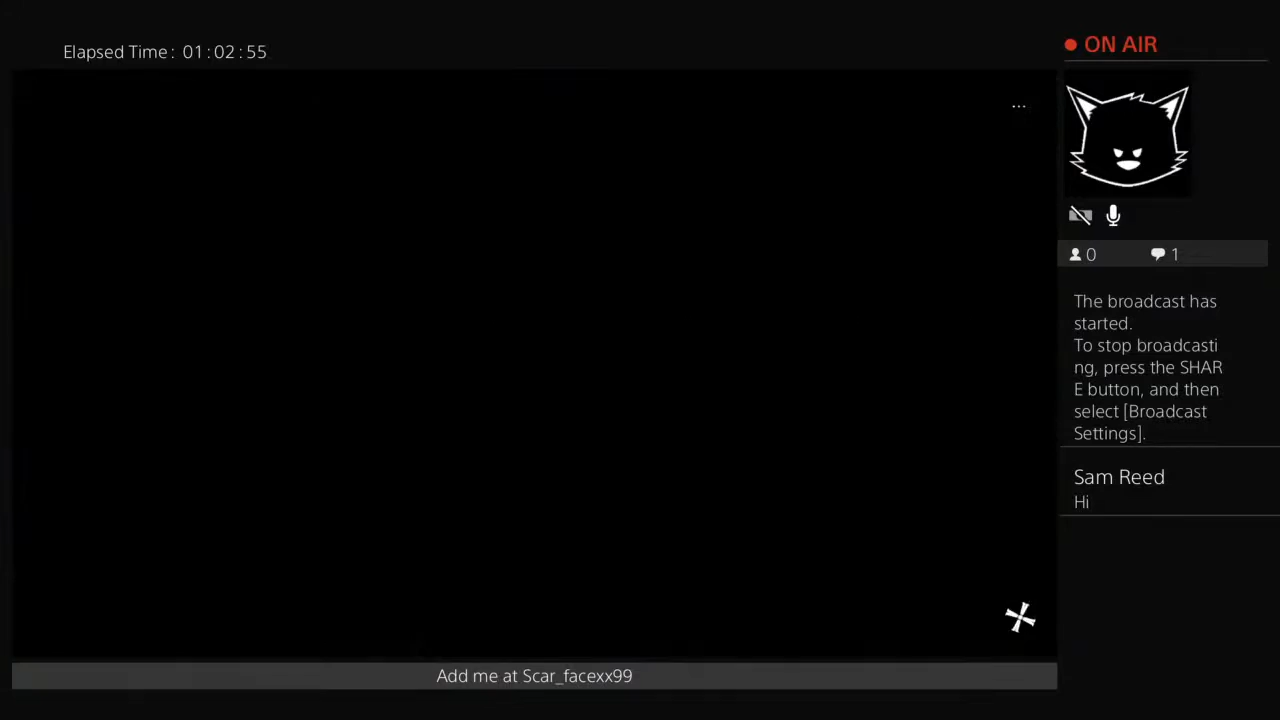 Elapsed Time: 01:02:55
ON AIR
...
0
1
The broadcast has
started.
To stop broadcasti
ng, press the SHAR
E button, and then
select [Broadcast
Settings].
Sam Reed
Hi
Add me at Scar_facexx99